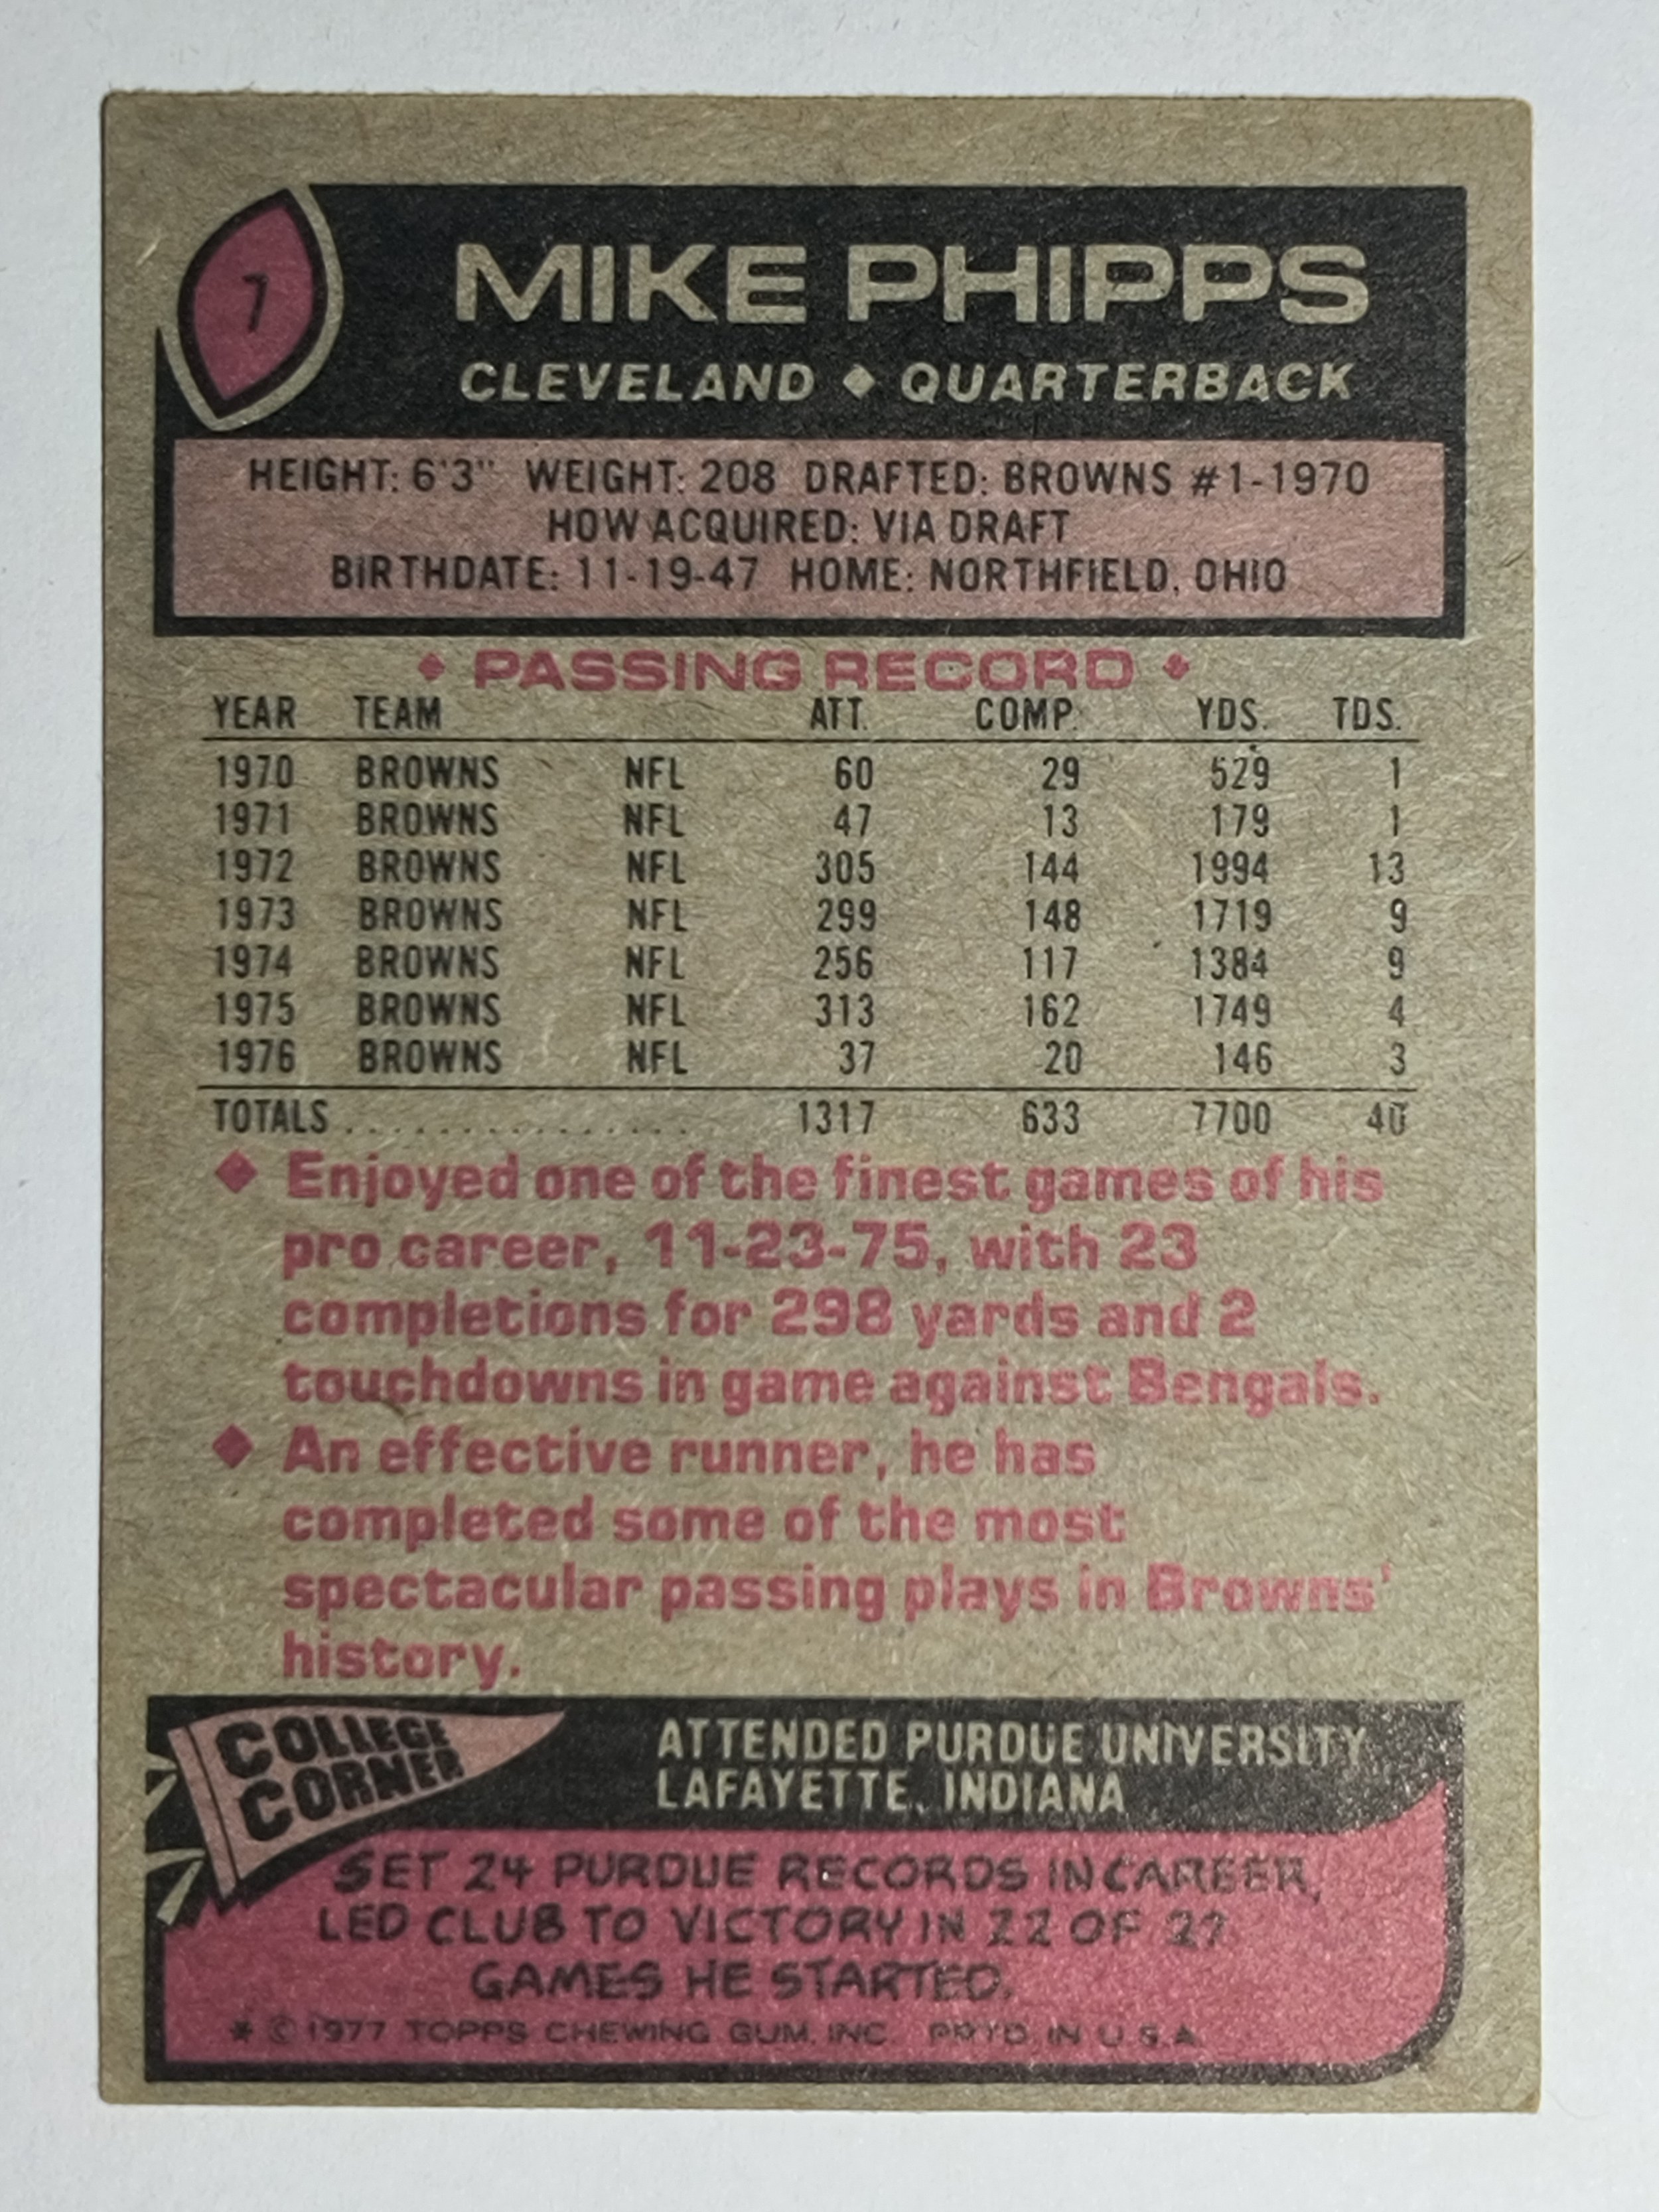 7
MIKE PHIPPS
CLEVELAND ◆ QUARTERBACK
HEIGHT: 6'3" WEIGHT: 208 DRAFTED: BROWNS #1-1970
HOW ACQUIRED: VIA DRAFT
BIRTHDATE: 11-19-47 HOME: NORTHFIELD, OHIO
◆ PASSING RECORD ◆
YEAR TEAM ATT. COMP. YDS. TDS.
1970 BROWNS NFL 60 29 529 1
1971 BROWNS NFL 47 13 179 1
1972 BROWNS NFL 305 144 1994 13
1973 BROWNS NFL 299 148 1719 9
1974 BROWNS NFL 256 117 1384 9
1975 BROWNS NFL 313 162 1749 4
1976 BROWNS NFL 37 20 146 3
TOTALS . . . . . . . . . . . . . . . 1317 633 7700 40
◆ Enjoyed one of the finest games of his
pro career, 11-23-75, with 23
completions for 298 yards and 2
touchdowns in game against Bengals.
◆ An effective runner, he has
completed some of the most
spectacular passing plays in Browns'
history.
COLLEGE
CORNER
ATTENDED PURDUE UNIVERSITY
LAFAYETTE, INDIANA
SET 24 PURDUE RECORDS IN CAREER,
LED CLUB TO VICTORY IN 22 OF 27
GAMES HE STARTED.
* © 1977 TOPPS CHEWING GUM, INC. PRTD. IN U.S.A.